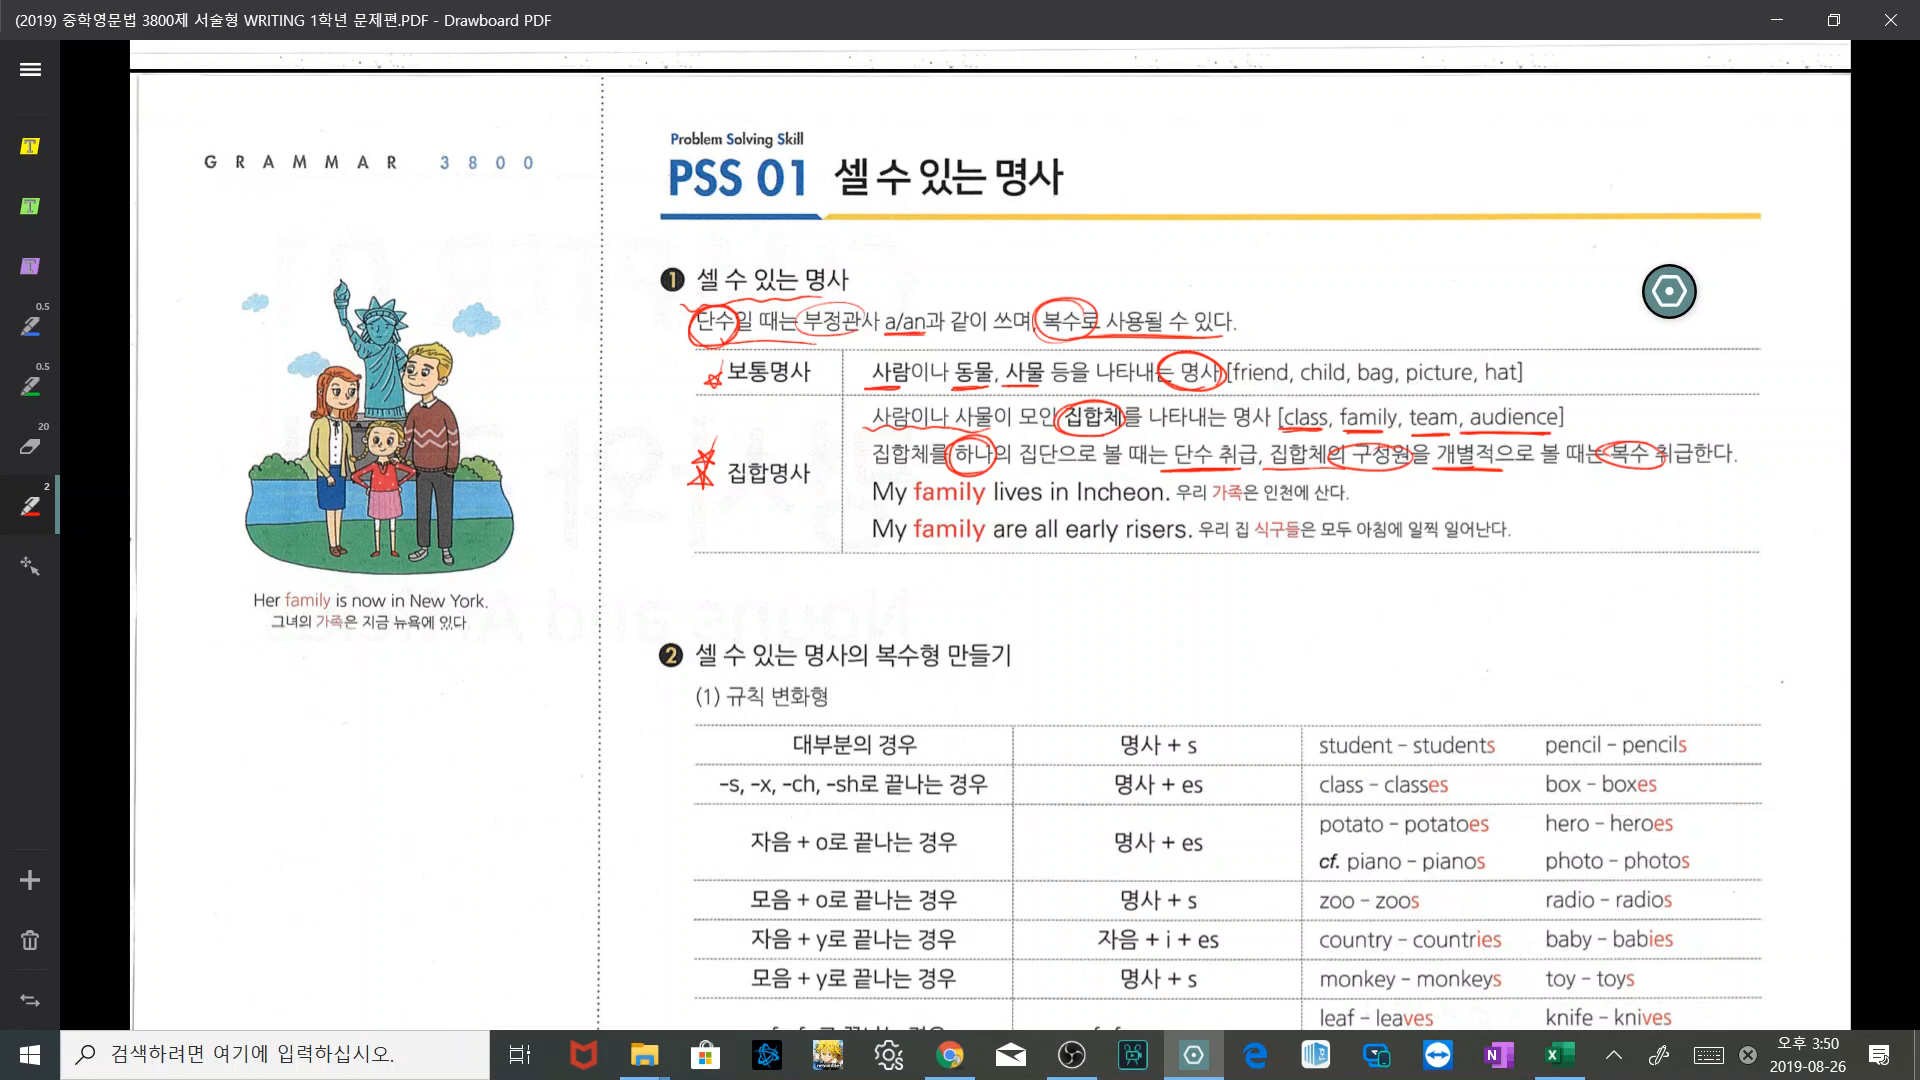 (2019) 중학영문법 3800제 서술형 WRITING 1학년 문제편.PDF - Drawboard PDF
GRAMMAR 3800
Her family is now in New York.
그녀의 가족은 지금 뉴욕에 있다.
Problem Solving Skill
PSS 01 셀 수 있는 명사
1 셀 수 있는 명사
단수일 때는 부정관사 a/an과 같이 쓰며, 복수로 사용될 수 있다.
보통명사 사람이나 동물, 사물 등을 나타내는 명사 [friend, child, bag, picture, hat]
집합명사 사람이나 사물이 모인 집합체를 나타내는 명사 [class, family, team, audience]
집합체를 하나의 집단으로 볼 때는 단수 취급, 집합체의 구성원을 개별적으로 볼 때는 복수 취급한다.
My family lives in Incheon. 우리 가족은 인천에 산다.
My family are all early risers. 우리 집 식구들은 모두 아침에 일찍 일어난다.
2 셀 수 있는 명사의 복수형 만들기
(1) 규칙 변화형
대부분의 경우 명사 + s student – students pencil – pencils
–s, –x, –ch, –sh로 끝나는 경우 명사 + es class – classes box – boxes
자음 + o로 끝나는 경우 명사 + es potato – potatoes hero – heroes
cf. piano – pianos photo – photos
모음 + o로 끝나는 경우 명사 + s zoo – zoos radio – radios
자음 + y로 끝나는 경우 자음 + i + es country – countries baby – babies
모음 + y로 끝나는 경우 명사 + s monkey – monkeys toy – toys
leaf – leaves knife – knives
0.5
0.5
20
2
검색하려면 여기에 입력하십시오.
오후 3:50
2019-08-26